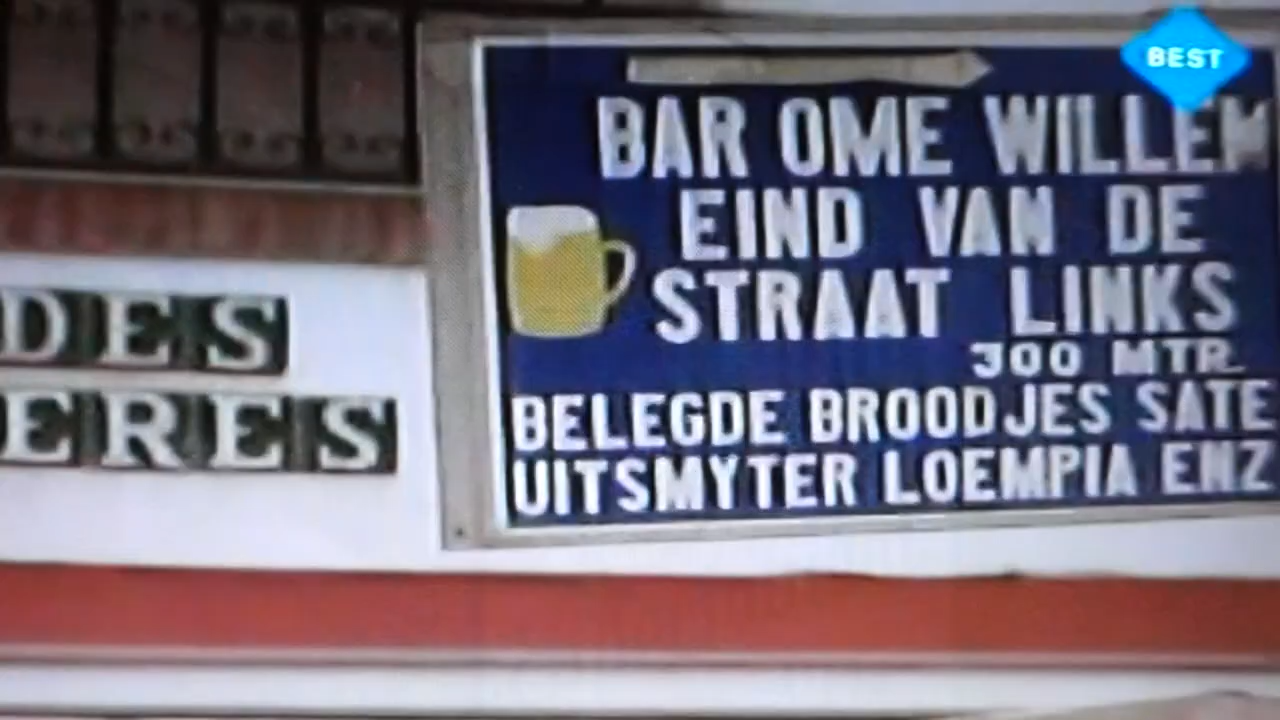 BEST
BAR OME WILLEM
EIND VAN DE
STRAAT LINKS
300 MTR.
BELEGDE BROODJES SATE
UITSMYTER LOEMPIA ENZ
DES
ERES